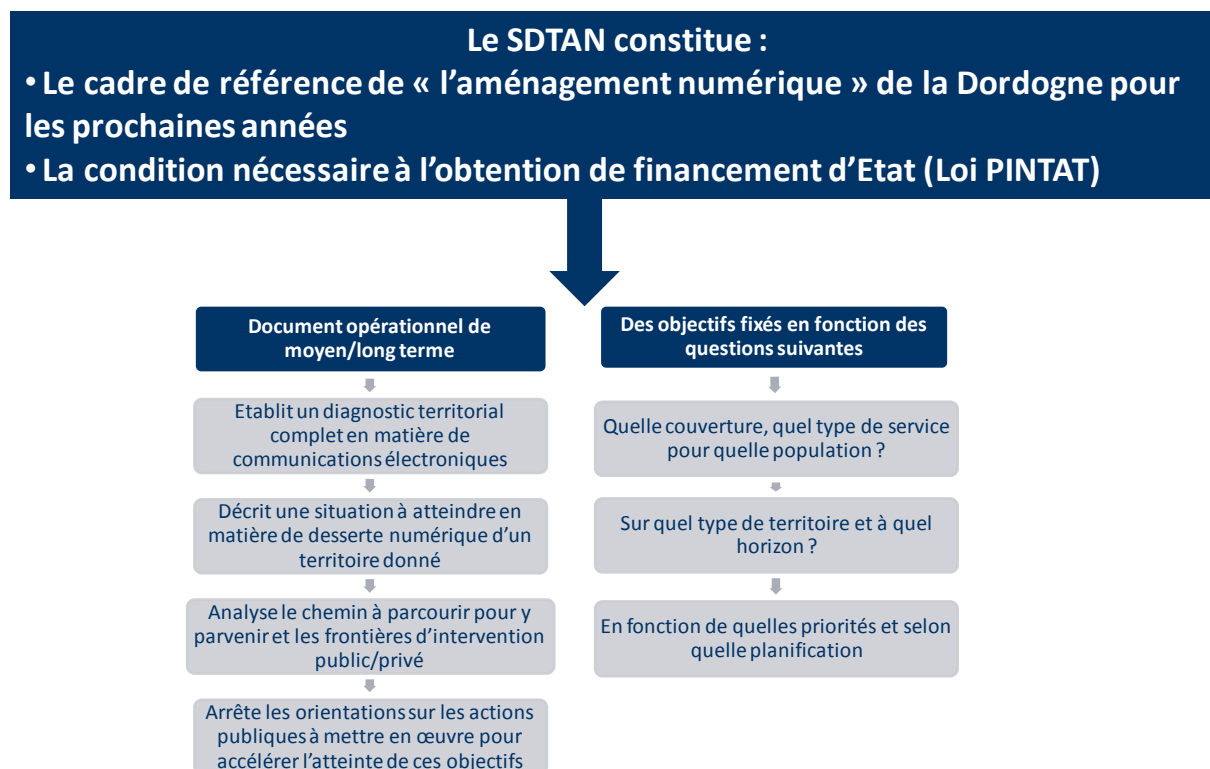 Le SDTAN constitue :
• Le cadre de référence de « l'aménagement numérique » de la Dordogne pour
les prochaines années
• La condition nécessaire à l'obtention de financement d'Etat (Loi PINTAT)
Document opérationnel de
moyen/long terme
Etablit un diagnostic territorial
complet en matière de
communications électroniques
Décrit une situation à atteindre en
matière de desserte numérique d'un
territoire donné
Analyse le chemin à parcourir pour y
parvenir et les frontières d'intervention
public/privé
Arrête les orientations sur les actions
publiques à mettre en œuvre pour
accélérer l'atteinte de ces objectifs
Des objectifs fixés en fonction des
questions suivantes
Quelle couverture, quel type de service
pour quelle population ?
Sur quel type de territoire et à quel
horizon ?
En fonction de quelles priorités et selon
quelle planification